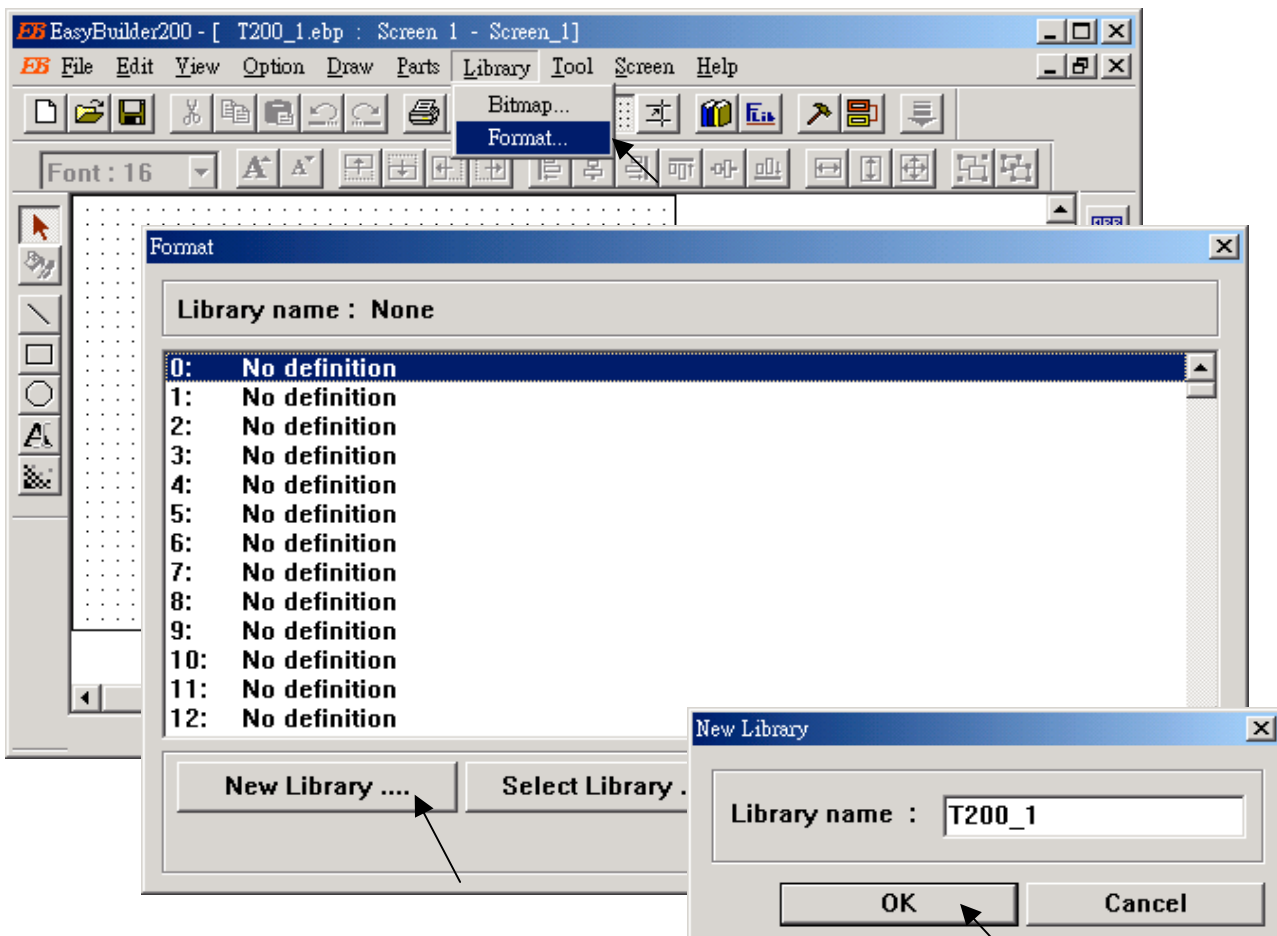 EB EasyBuilder200 - [ T200_1.ebp : Screen 1 - Screen_1]
EB File Edit View Option Draw Parts Library Tool Screen Help
Bitmap...
Format...
Font : 16
Format
Library name : None
0: No definition
1: No definition
2: No definition
3: No definition
4: No definition
5: No definition
6: No definition
7: No definition
8: No definition
9: No definition
10: No definition
11: No definition
12: No definition
New Library .... Select Library .
New Library
Library name : T200_1
OK Cancel